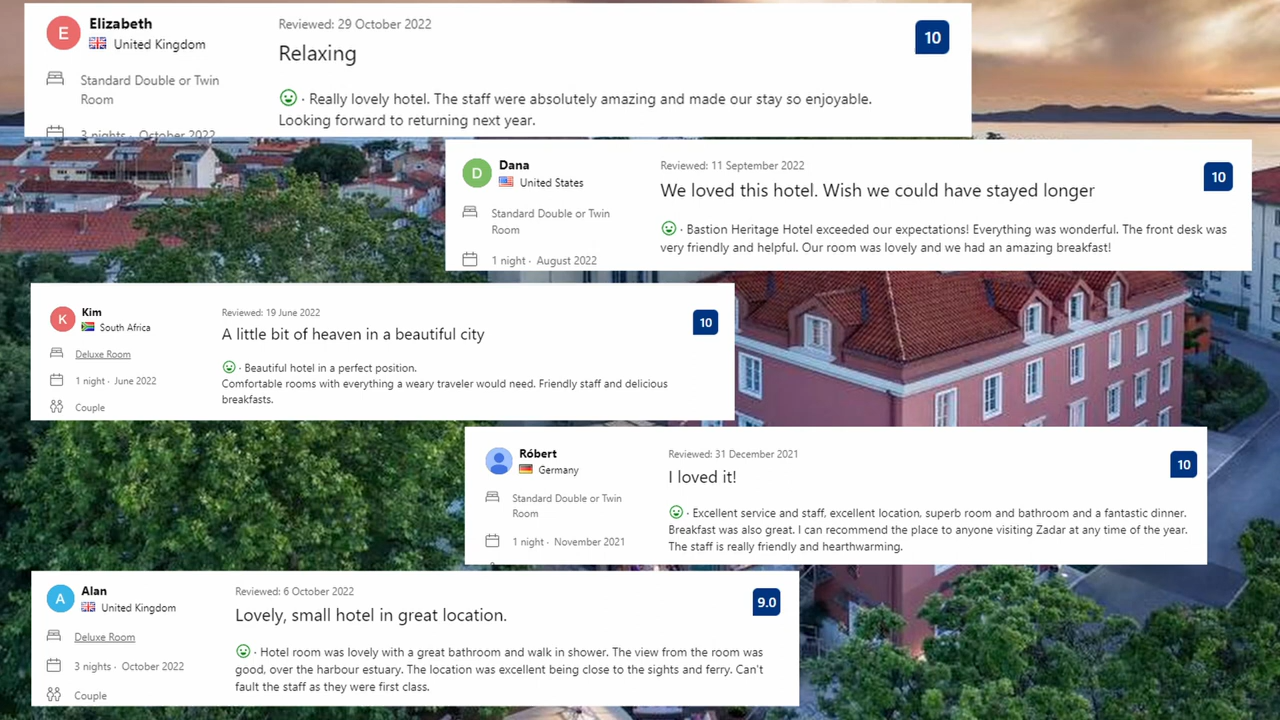 E
Elizabeth
United Kingdom
Standard Double or Twin
Room
3 nights · October 2022
Reviewed: 29 October 2022
Relaxing
· Really lovely hotel. The staff were absolutely amazing and made our stay so enjoyable.
Looking forward to returning next year.
10
D
Dana
United States
Standard Double or Twin
Room
1 night · August 2022
Reviewed: 11 September 2022
We loved this hotel. Wish we could have stayed longer
· Bastion Heritage Hotel exceeded our expectations! Everything was wonderful. The front desk was
very friendly and helpful. Our room was lovely and we had an amazing breakfast!
10
K
Kim
South Africa
Deluxe Room
1 night · June 2022
Couple
Reviewed: 19 June 2022
A little bit of heaven in a beautiful city
· Beautiful hotel in a perfect position.
Comfortable rooms with everything a weary traveler would need. Friendly staff and delicious
breakfasts.
10
Róbert
Germany
Standard Double or Twin
Room
1 night · November 2021
Reviewed: 31 December 2021
I loved it!
· Excellent service and staff, excellent location, superb room and bathroom and a fantastic dinner.
Breakfast was also great. I can recommend the place to anyone visiting Zadar at any time of the year.
The staff is really friendly and hearthwarming.
10
A
Alan
United Kingdom
Deluxe Room
3 nights · October 2022
Couple
Reviewed: 6 October 2022
Lovely, small hotel in great location.
· Hotel room was lovely with a great bathroom and walk in shower. The view from the room was
good, over the harbour estuary. The location was excellent being close to the sights and ferry. Can't
fault the staff as they were first class.
9.0